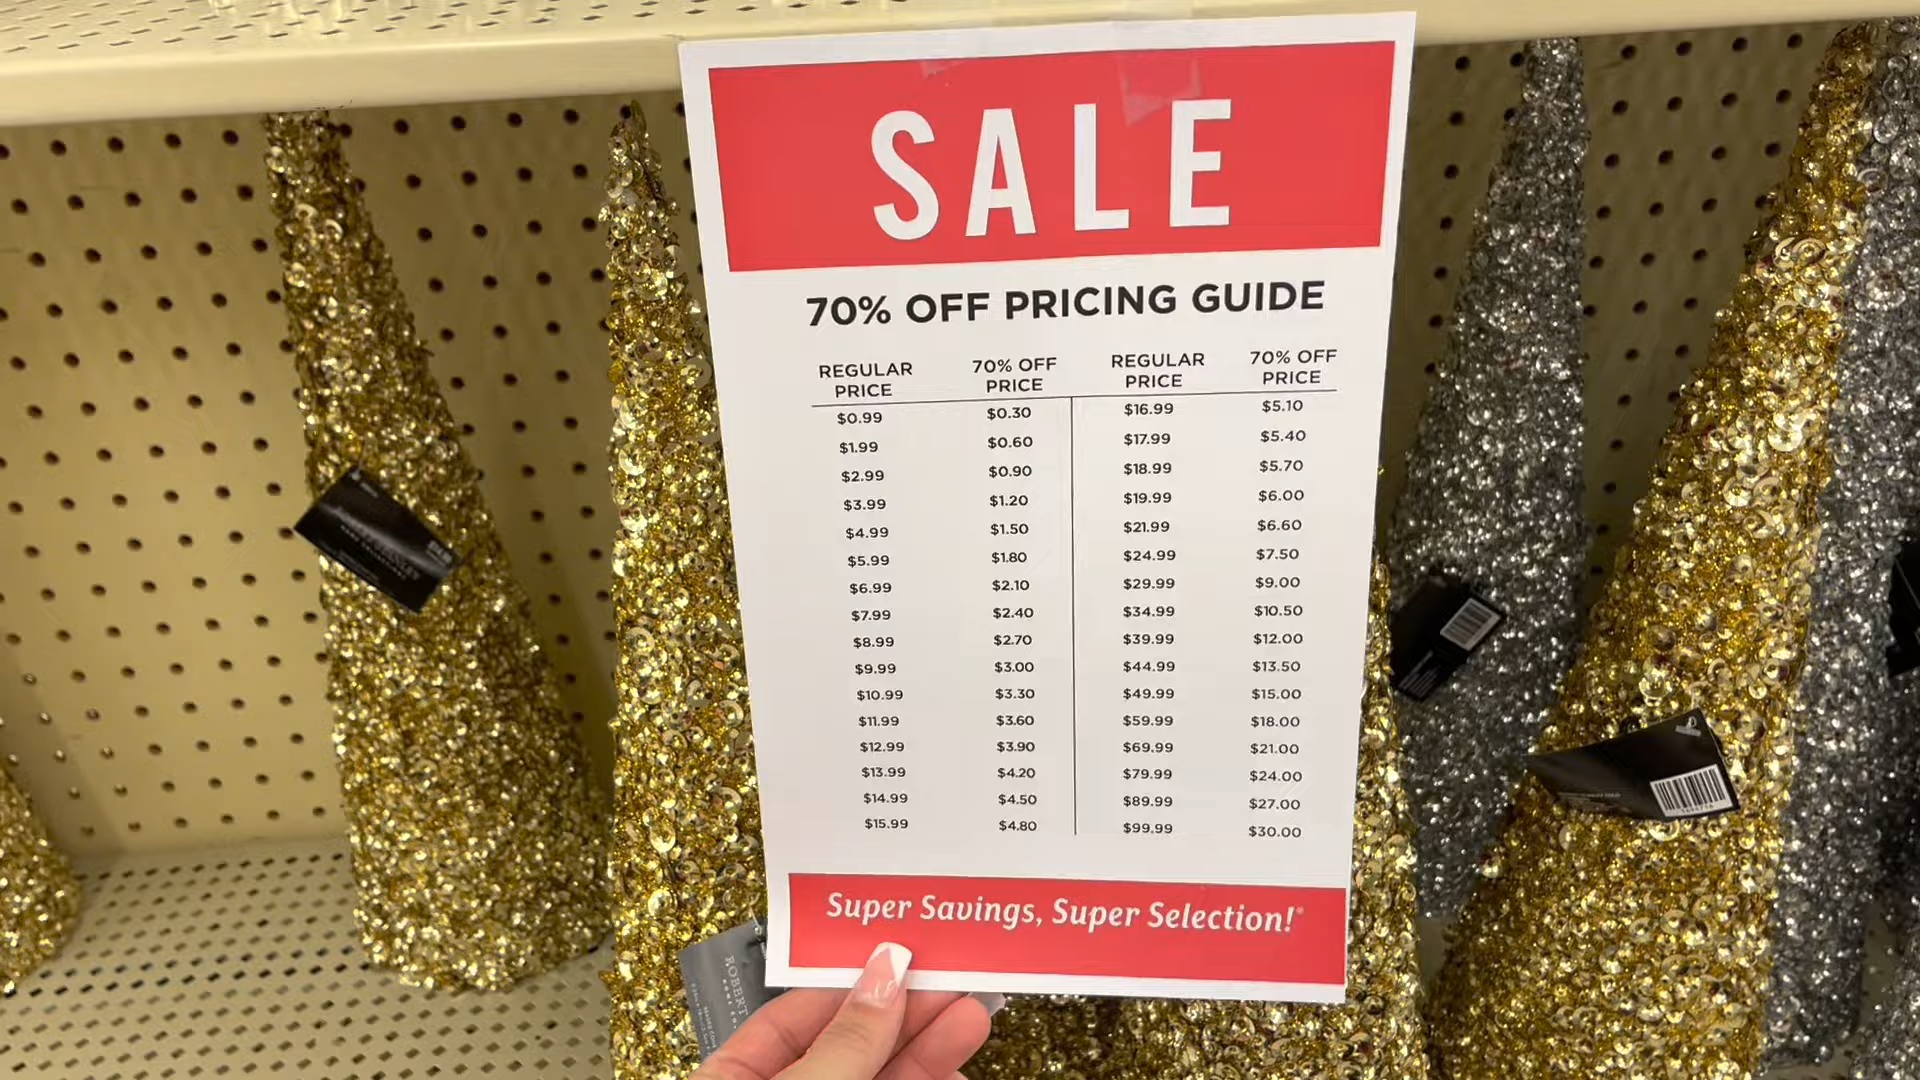 SALE
70% OFF PRICING GUIDE
REGULAR PRICE 70% OFF PRICE REGULAR PRICE 70% OFF PRICE
$0.99 $0.30 $16.99 $5.10
$1.99 $0.60 $17.99 $5.40
$2.99 $0.90 $18.99 $5.70
$3.99 $1.20 $19.99 $6.00
$4.99 $1.50 $21.99 $6.60
$5.99 $1.80 $24.99 $7.50
$6.99 $2.10 $29.99 $9.00
$7.99 $2.40 $34.99 $10.50
$8.99 $2.70 $39.99 $12.00
$9.99 $3.00 $44.99 $13.50
$10.99 $3.30 $49.99 $15.00
$11.99 $3.60 $59.99 $18.00
$12.99 $3.90 $69.99 $21.00
$13.99 $4.20 $79.99 $24.00
$14.99 $4.50 $89.99 $27.00
$15.99 $4.80 $99.99 $30.00
Super Savings, Super Selection!®
ROBERT